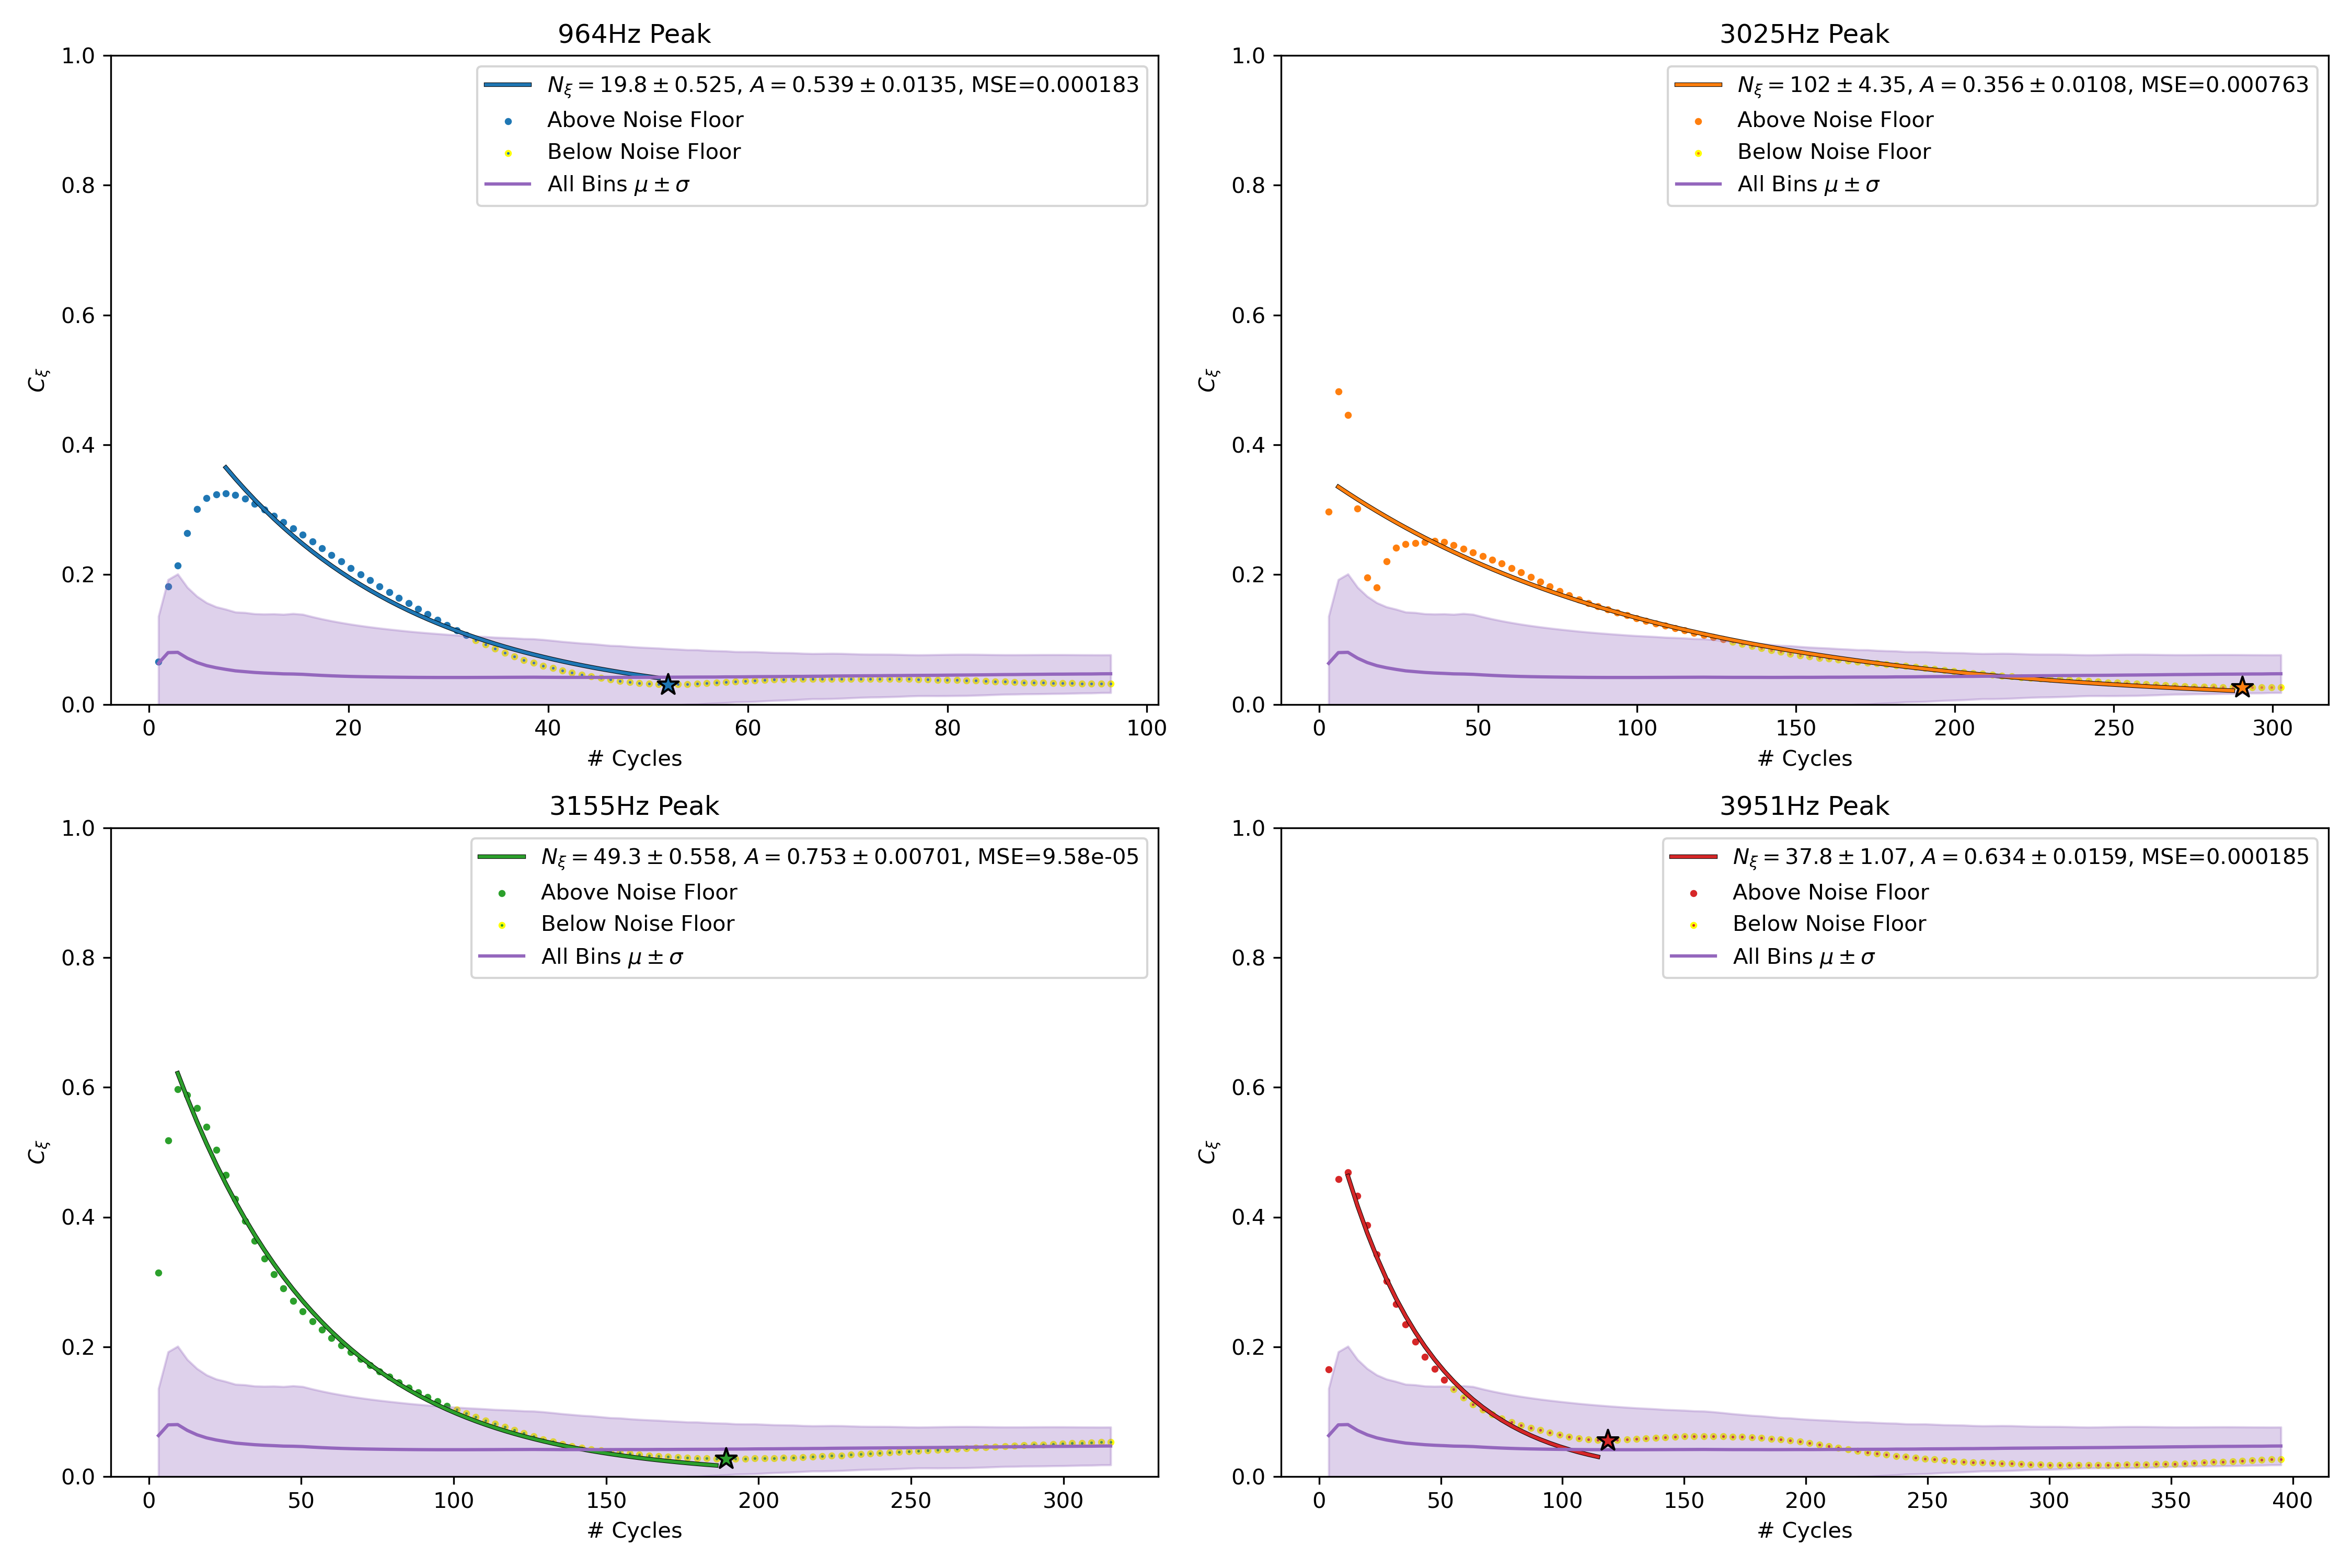 964Hz Peak
1.0
0.8
0.6
0.4
0.2
0.0
C_ξ
0 20 40 60 80 100
# Cycles
N_ξ = 19.8 ± 0.525, A = 0.539 ± 0.0135, MSE=0.000183
Above Noise Floor
Below Noise Floor
All Bins μ ± σ
3025Hz Peak
1.0
0.8
0.6
0.4
0.2
0.0
C_ξ
0 50 100 150 200 250 300
# Cycles
N_ξ = 102 ± 4.35, A = 0.356 ± 0.0108, MSE=0.000763
Above Noise Floor
Below Noise Floor
All Bins μ ± σ
3155Hz Peak
1.0
0.8
0.6
0.4
0.2
0.0
C_ξ
0 50 100 150 200 250 300
# Cycles
N_ξ = 49.3 ± 0.558, A = 0.753 ± 0.00701, MSE=9.58e-05
Above Noise Floor
Below Noise Floor
All Bins μ ± σ
3951Hz Peak
1.0
0.8
0.6
0.4
0.2
0.0
C_ξ
0 50 100 150 200 250 300 350 400
# Cycles
N_ξ = 37.8 ± 1.07, A = 0.634 ± 0.0159, MSE=0.000185
Above Noise Floor
Below Noise Floor
All Bins μ ± σ